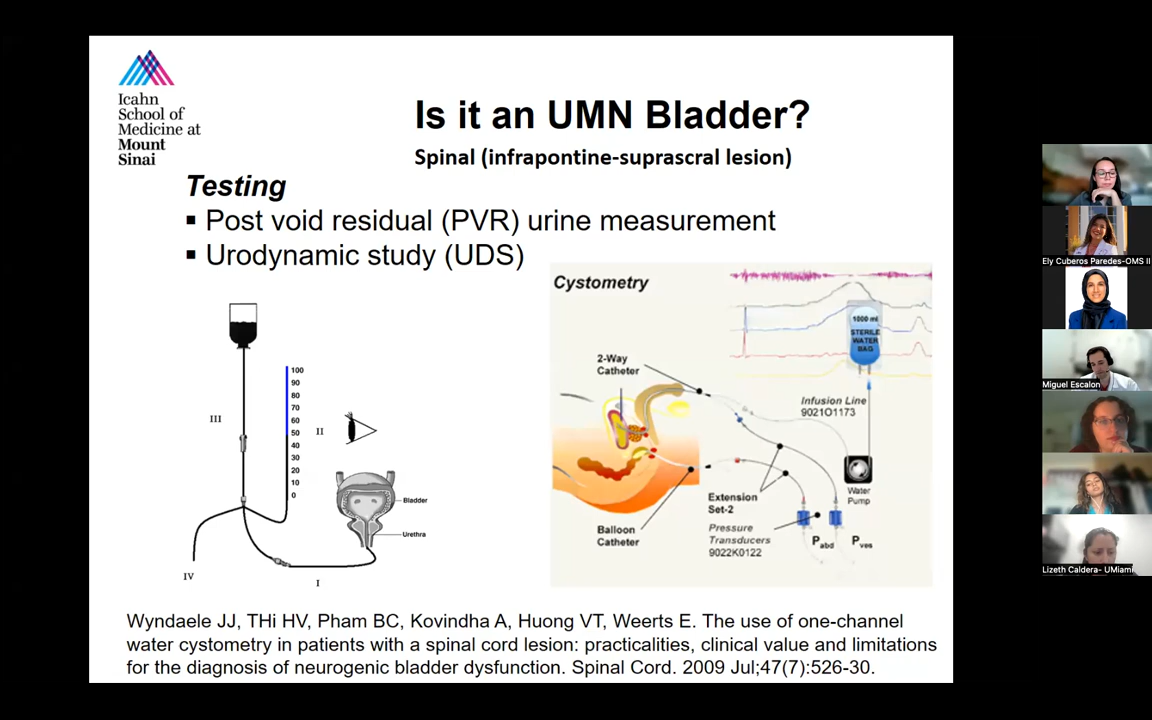 Icahn
School of
Medicine at
Mount
Sinai
Is it an UMN Bladder?
Spinal (infrapontine-suprascral lesion)
Testing
▪ Post void residual (PVR) urine measurement
▪ Urodynamic study (UDS)
100
90
80
70
60
50
40
30
20
10
0
III
II
Bladder
Urethra
IV
I
Cystometry
1000 ml
STERILE
WATER
BAG
2-Way
Catheter
Infusion Line
9021O1173
Water
Pump
Extension
Set-2
Balloon
Catheter
Pressure
Transducers
9022K0122
Pabd
Pves
Wyndaele JJ, THi HV, Pham BC, Kovindha A, Huong VT, Weerts E. The use of one-channel
water cystometry in patients with a spinal cord lesion: practicalities, clinical value and limitations
for the diagnosis of neurogenic bladder dysfunction. Spinal Cord. 2009 Jul;47(7):526-30.
Ely Cuberos Paredes-OMS II
Miguel Escalon
Lizeth Caldera- UMiami